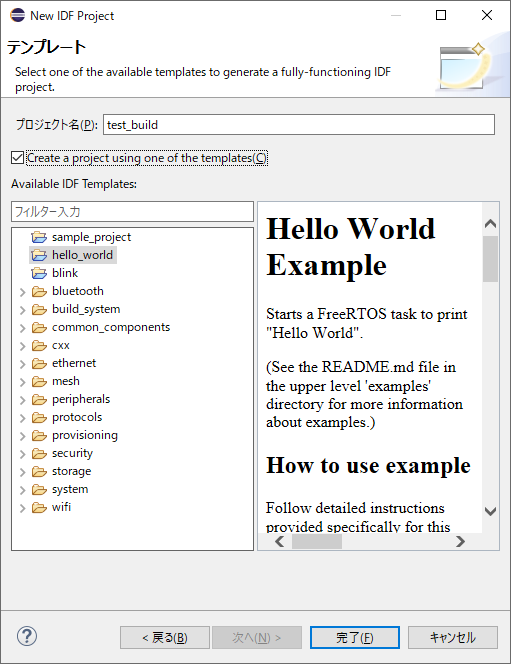 New IDF Project
テンプレート
Select one of the available templates to generate a fully-functioning IDF
project.
プロジェクト名(P): test_build
Create a project using one of the templates(C)
Available IDF Templates:
フィルター入力
sample_project
hello_world
blink
bluetooth
build_system
common_components
cxx
ethernet
mesh
peripherals
protocols
provisioning
security
storage
system
wifi
Hello World
Example
Starts a FreeRTOS task to print
"Hello World".
(See the README.md file in
the upper level 'examples'
directory for more information
about examples.)
How to use example
Follow detailed instructions
provided specifically for this
?
< 戻る(B)
次へ(N) >
完了(F)
キャンセル